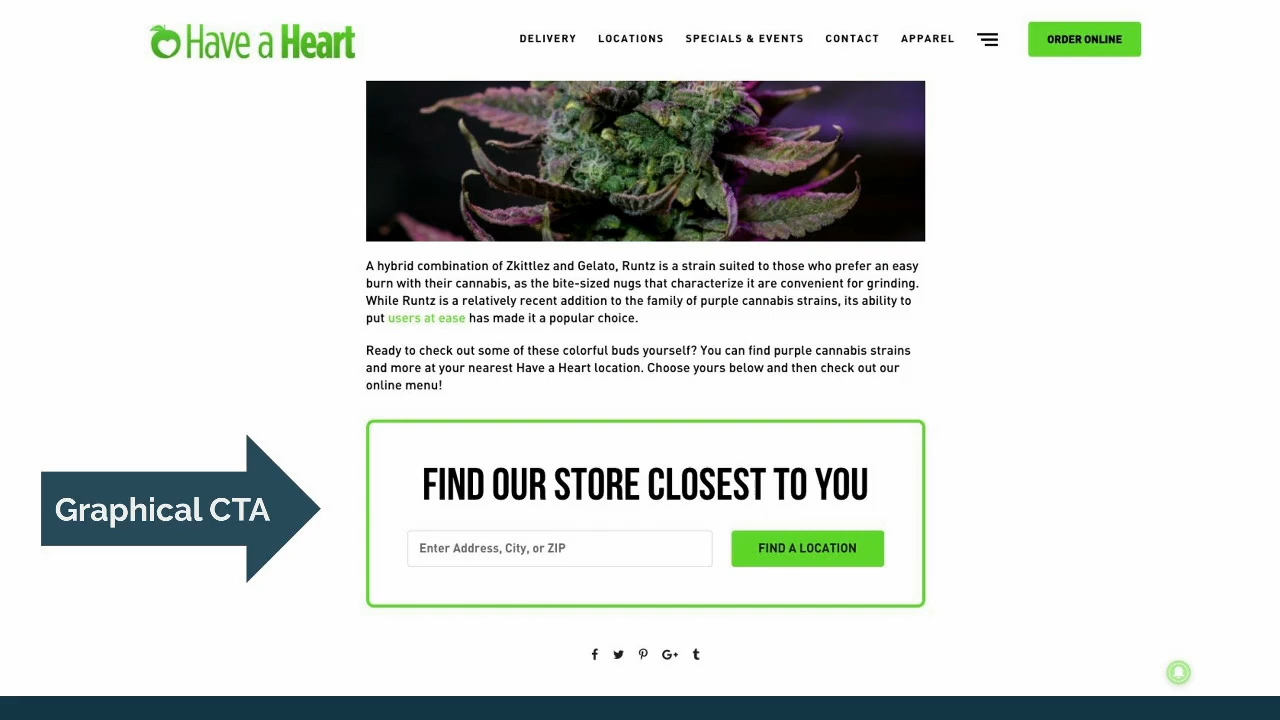 Have a Heart
DELIVERY LOCATIONS SPECIALS & EVENTS CONTACT APPAREL ORDER ONLINE
A hybrid combination of Zkittlez and Gelato, Runtz is a strain suited to those who prefer an easy
burn with their cannabis, as the bite-sized nugs that characterize it are convenient for grinding.
While Runtz is a relatively recent addition to the family of purple cannabis strains, its ability to
put users at ease has made it a popular choice.
Ready to check out some of these colorful buds yourself? You can find purple cannabis strains
and more at your nearest Have a Heart location. Choose yours below and then check out our
online menu!
Graphical CTA
FIND OUR STORE CLOSEST TO YOU
Enter Address, City, or ZIP
FIND A LOCATION